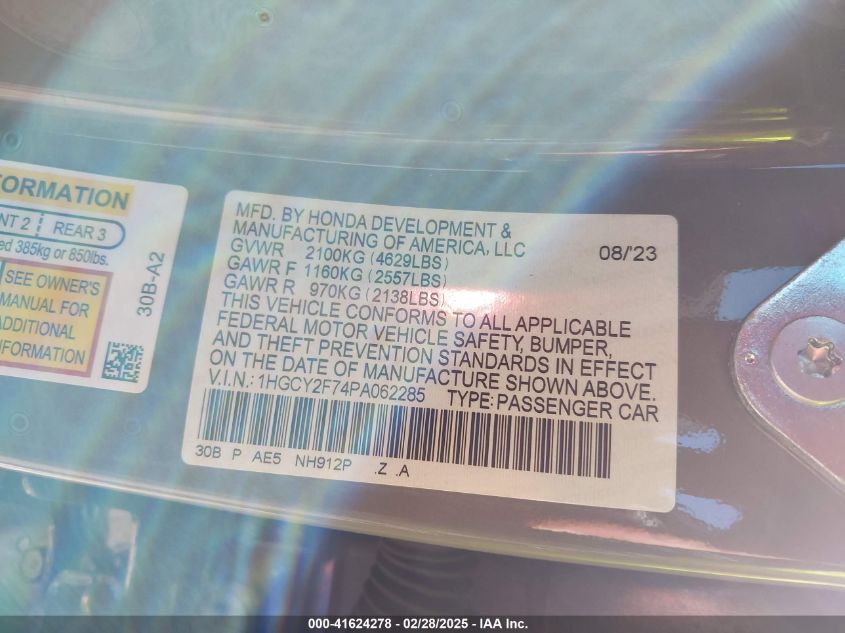 FORMATION
NT 2 REAR 3
ed 385kg or 850lbs.
SEE OWNER'S
MANUAL FOR
ADDITIONAL
INFORMATION
30B-A2
MFD. BY HONDA DEVELOPMENT &
MANUFACTURING OF AMERICA, LLC 08/'23
GVWR 2100KG (4629LBS)
GAWR F 1160KG (2557LBS)
GAWR R 970KG (2138LBS)
THIS VEHICLE CONFORMS TO ALL APPLICABLE
FEDERAL MOTOR VEHICLE SAFETY, BUMPER,
AND THEFT PREVENTION STANDARDS IN EFFECT
ON THE DATE OF MANUFACTURE SHOWN ABOVE.
V.I.N.:1HGCY2F74PA062285 TYPE:PASSENGER CAR
30B P AE5 NH912P .Z .A
000-41624278 - 02/28/2025 - IAA Inc.